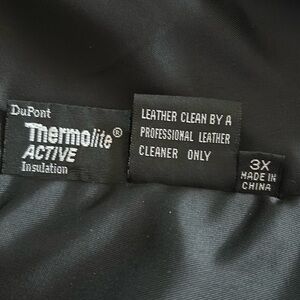 DuPont
Thermolite®
ACTIVE
Insulation
LEATHER CLEAN BY A
PROFESSIONAL LEATHER
CLEANER ONLY
3X
MADE IN
CHINA